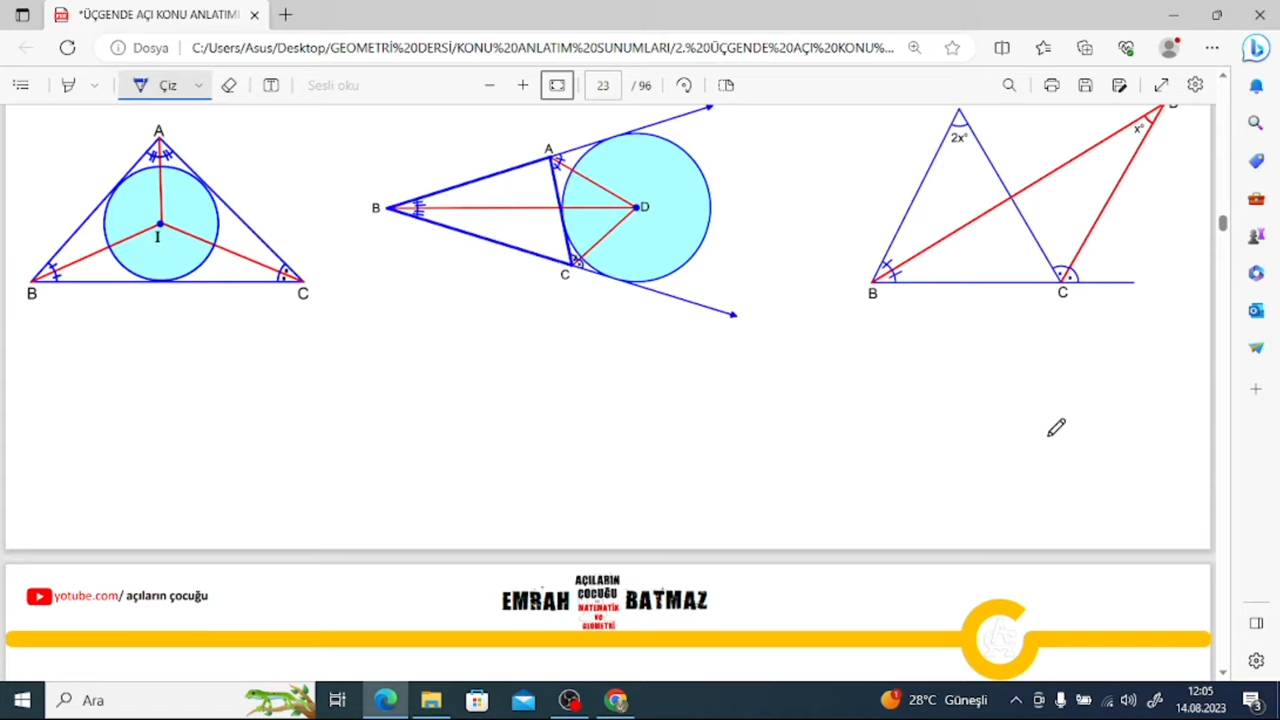 *ÜÇGENDE AÇI KONU ANLATIMI
Dosya
C:/Users/Asus/Desktop/GEOMETRİ%20DERSİ/KONU%20ANLATIM%20SUNUMLARI/2.%20ÜÇGENDE%20AÇI%20KONU%...
Çiz
Sesli oku
23 / 96
A
I
B
C
A
B
D
C
2x°
x°
B
C
yotube.com/ açıların çocuğu
EMRAH
AÇILARIN
ÇOCUĞU
MATEMATİK
VE
GEOMETRİ
BATMAZ
Ara
1
28°C Güneşli
12:05
14.08.2023
3